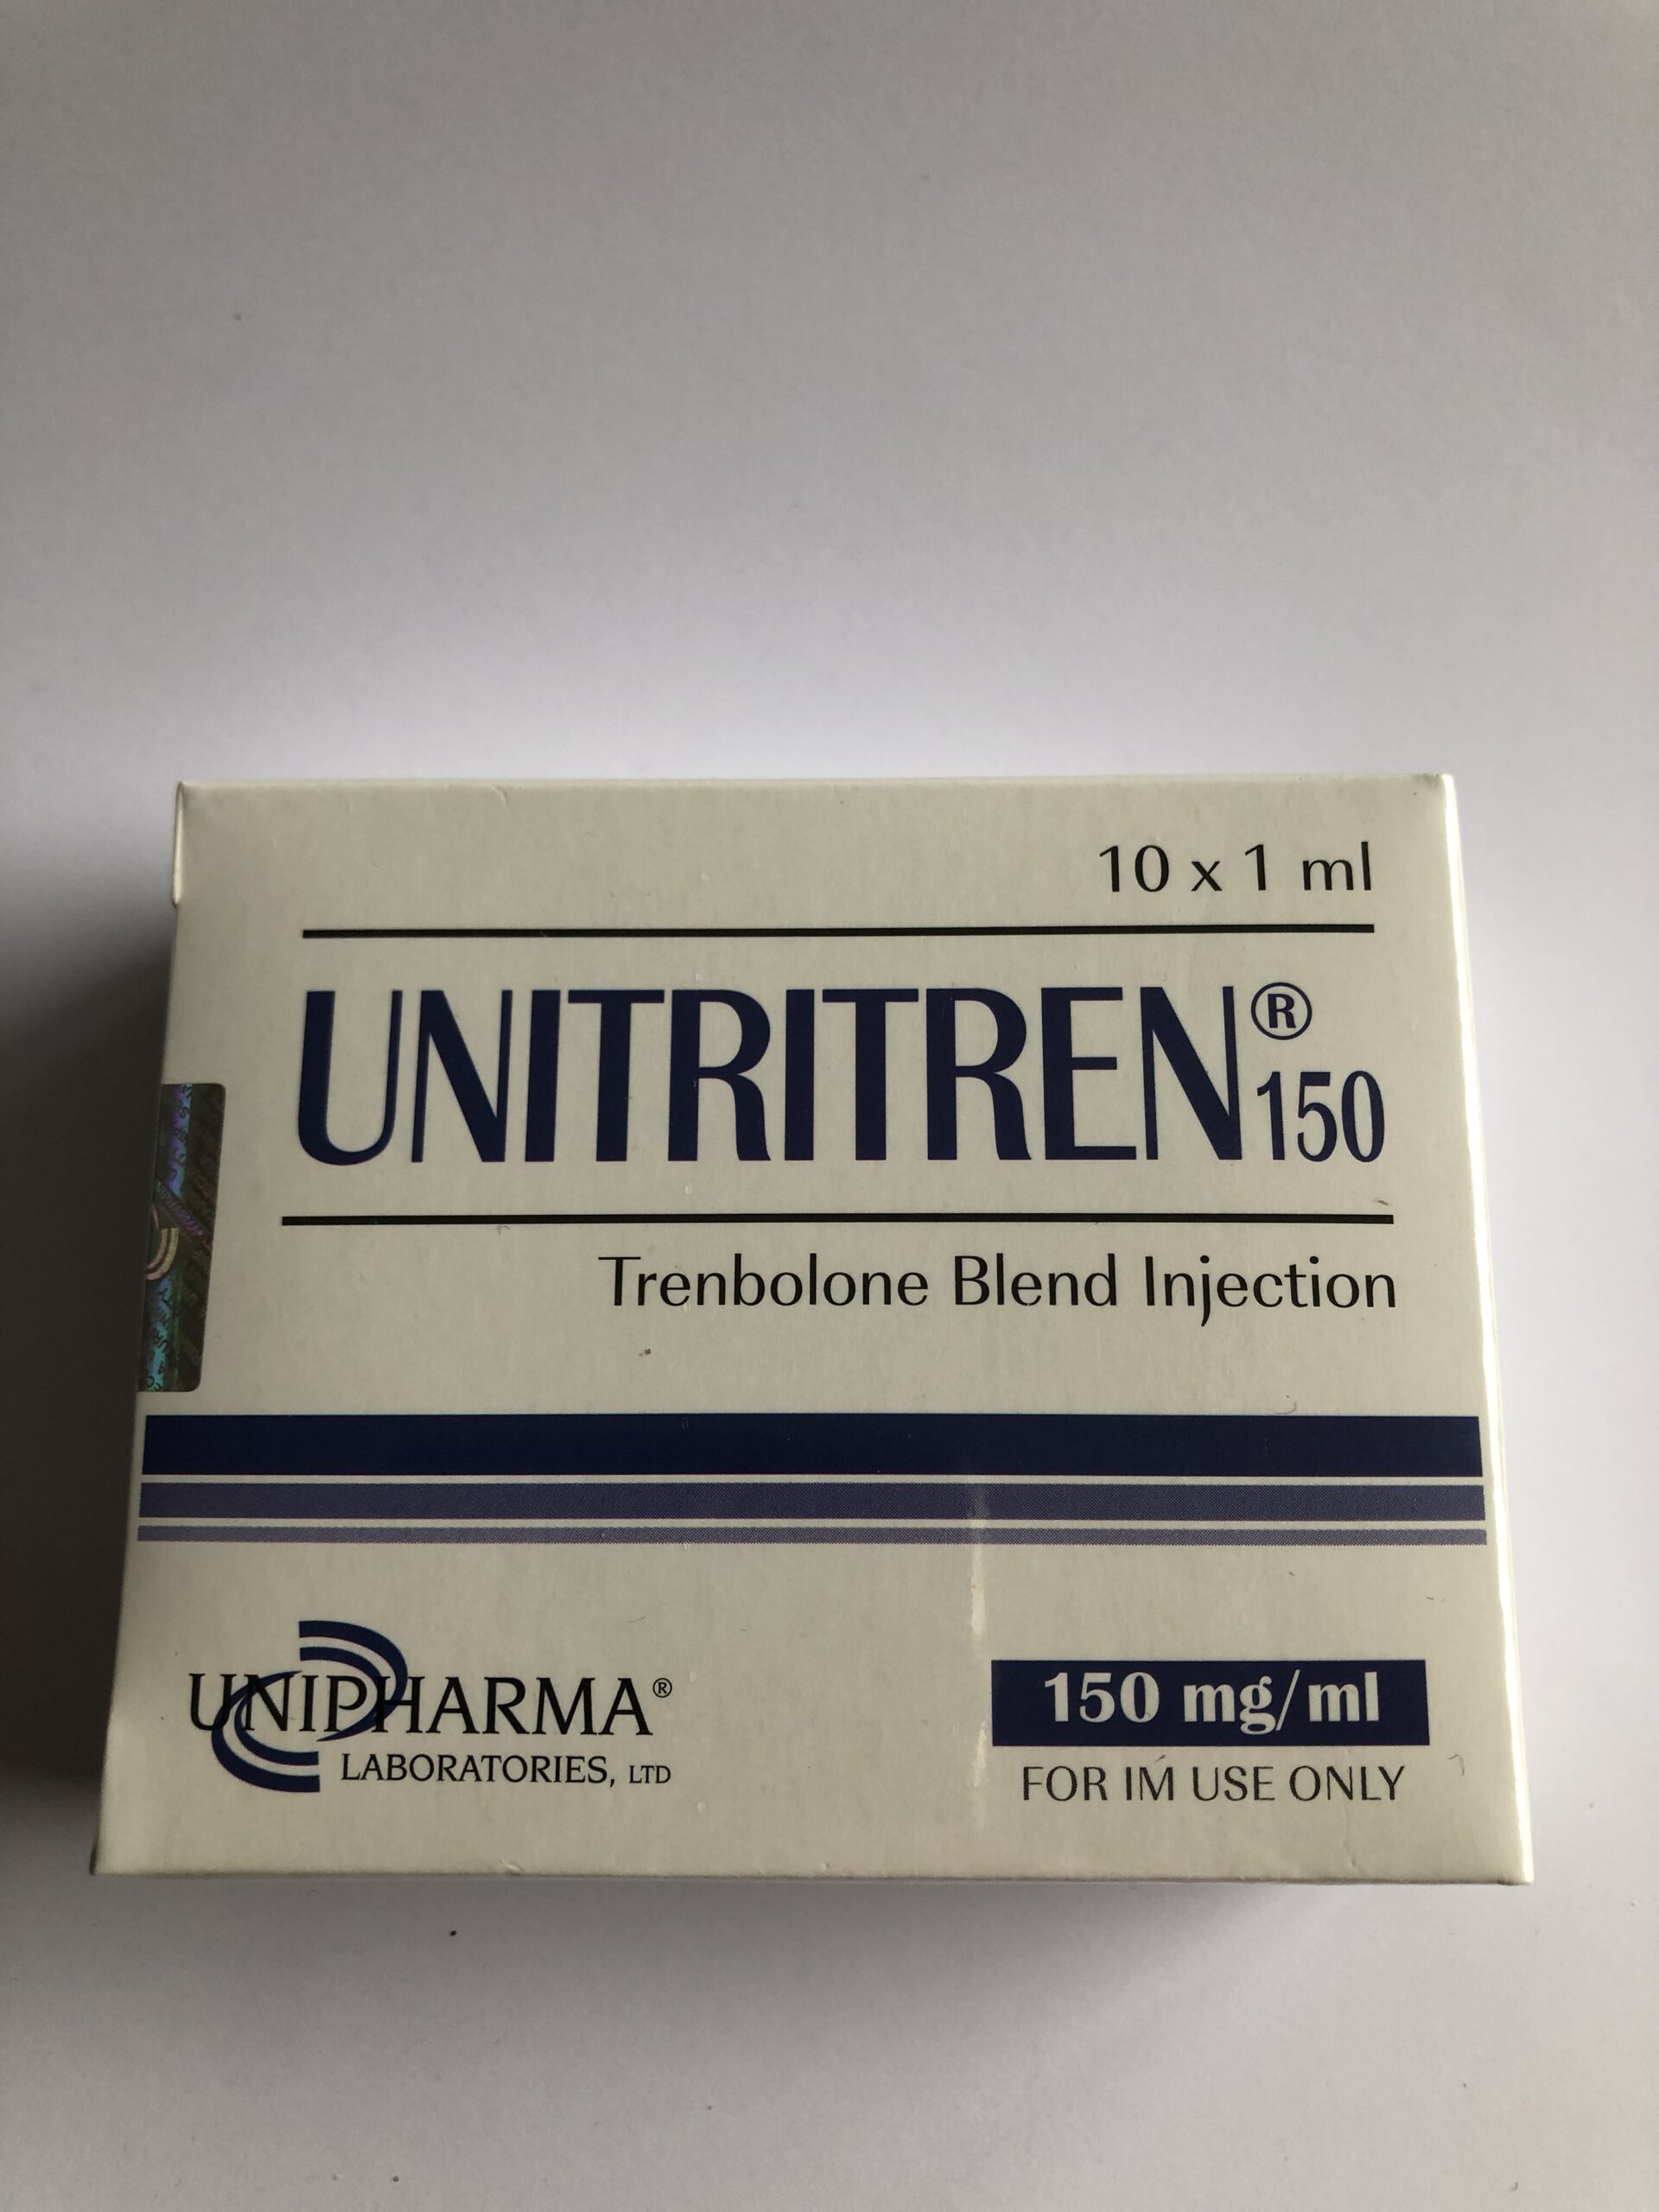 10 x 1 ml
UNITRITREN®150
Trenbolone Blend Injection
UNIPHARMA®
LABORATORIES, LTD
150 mg/ml
FOR IM USE ONLY